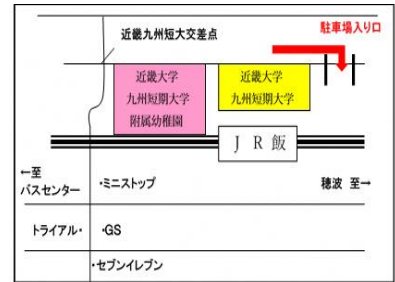 近畿九州短大交差点
駐車場入り口
近畿大学
九州短期大学
附属幼稚園
近畿大学
九州短期大学
ＪＲ飯
←至
バスセンター
・ミニストップ
穂波 至→
トライアル・
・GS
・セブンイレブン